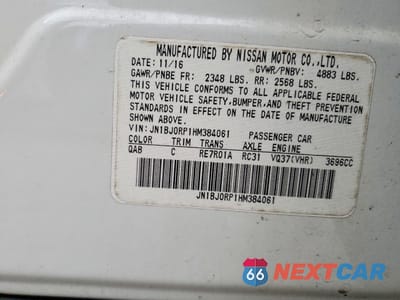 MANUFACTURED BY NISSAN MOTOR CO.,LTD.
DATE: 11/16 GVWR/PNBV: 4883 LBS.
GAWR/PNBE FR: 2348 LBS. RR: 2568 LBS.
THIS VEHICLE CONFORMS TO ALL APPLICABLE FEDERAL
MOTOR VEHICLE SAFETY,BUMPER,AND THEFT PREVENTION
STANDARDS IN EFFECT ON THE DATE OF MANUFACTURE
SHOWN ABOVE.
VIN: JN1BJ0RP1HM384061 PASSENGER CAR
COLOR TRIM TRANS AXLE ENGINE
QAB C RE7R01A RC31 VQ37(VHR) 3696CC
JN1BJ0RP1HM384061
66 NEXTCAR